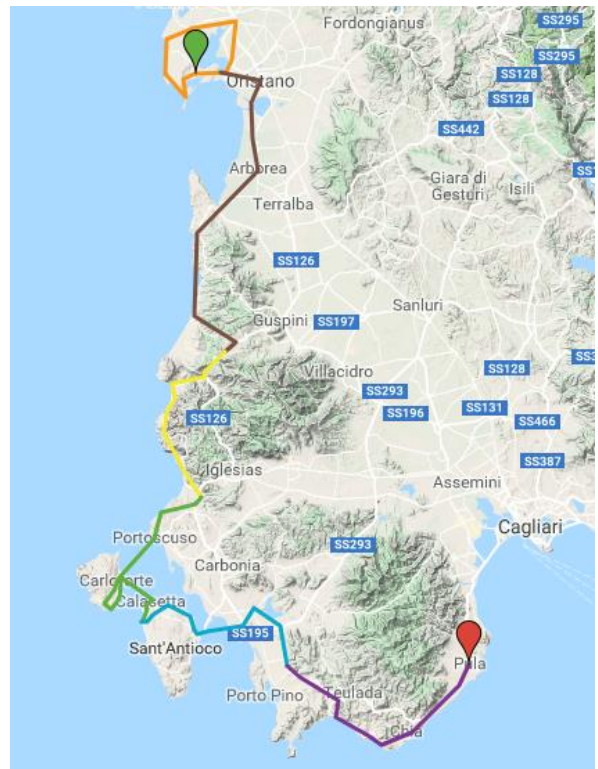 Fordongianus
SS295
SS295
SS128
SS128
Oristano
SS442
Arborea
Giara di
Gesturi
Isili
Terralba
SS126
Sanluri
Guspini
SS197
Villacidro
SS128
SS293
SS131
SS196
SS126
SS466
SS387
Iglesias
Assemini
Cagliari
Portoscuso
SS293
Carbonia
Carloforte
Calasetta
SS195
Sant'Antioco
Pula
Porto Pino
Teulada
Chia